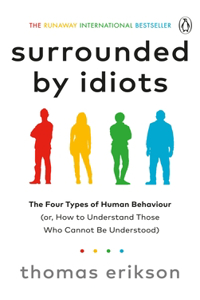 THE RUNAWAY INTERNATIONAL BESTSELLER
surrounded
by idiots
The Four Types of Human Behaviour
(or, How to Understand Those
Who Cannot Be Understood)
thomas erikson